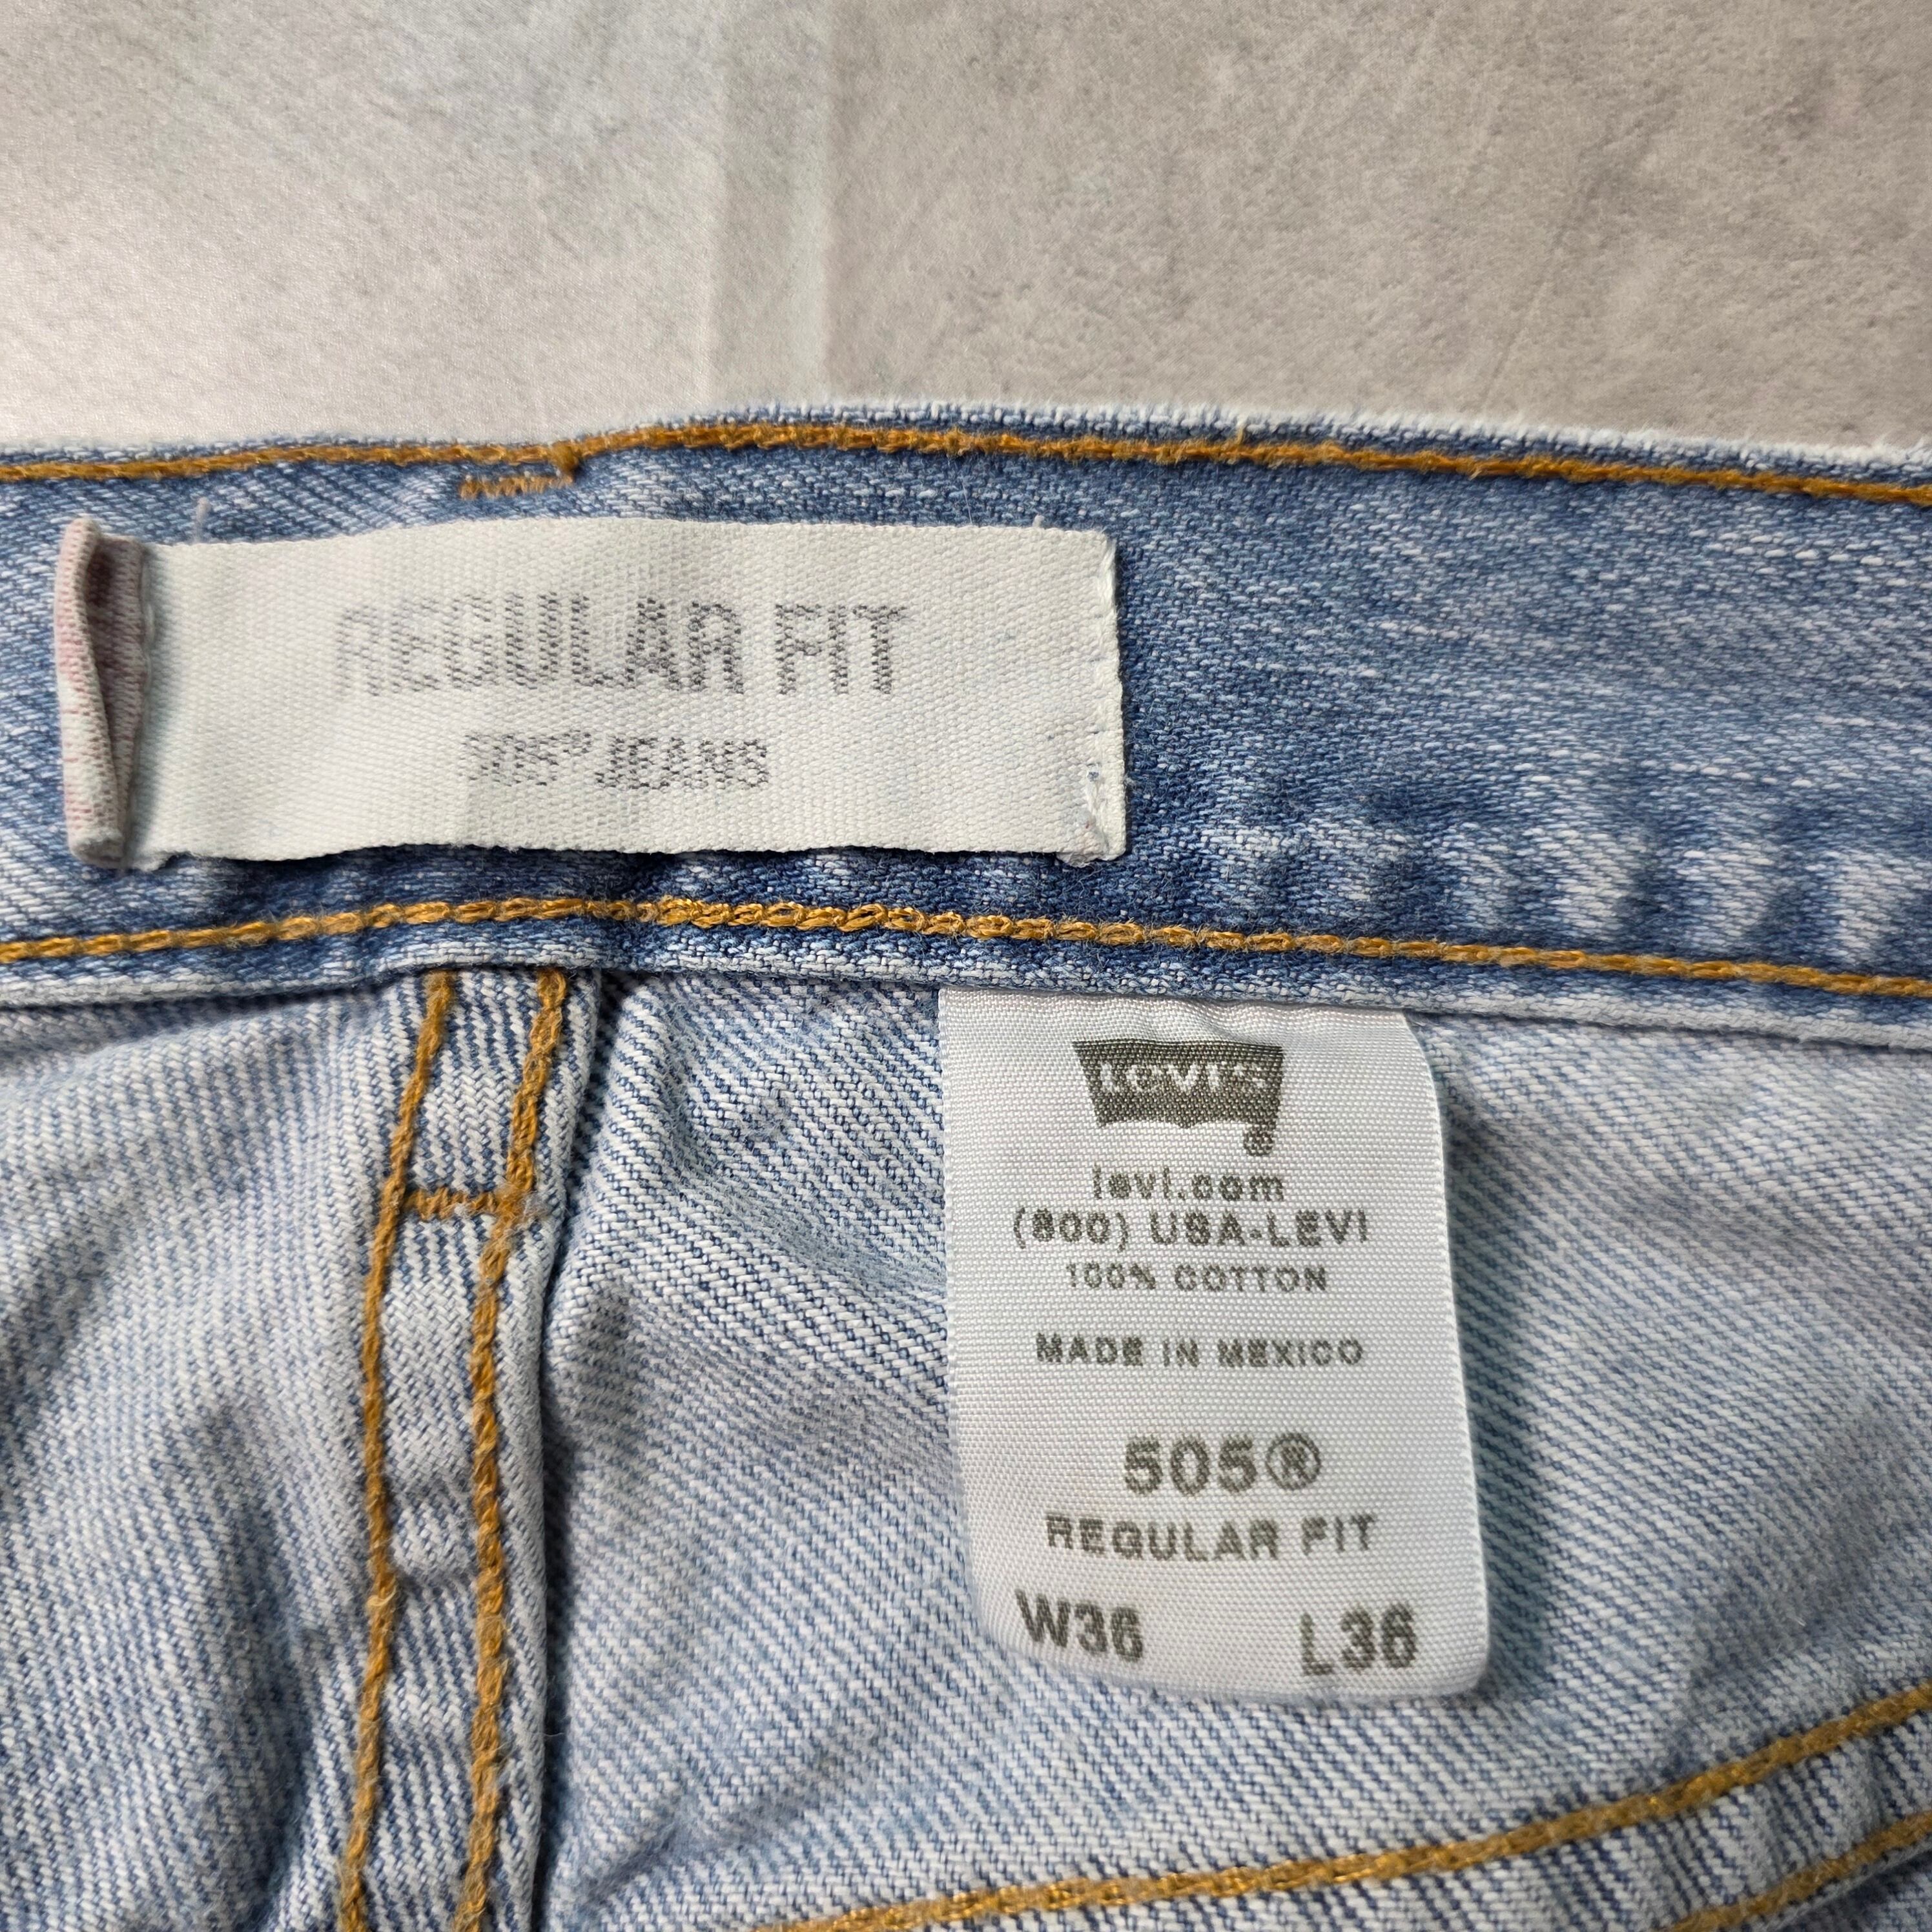 REGULAR FIT
505® JEANS
Levi's
®
levi.com
(800) USA-LEVI
100% COTTON
MADE IN MEXICO
505®
REGULAR FIT
W36 L36